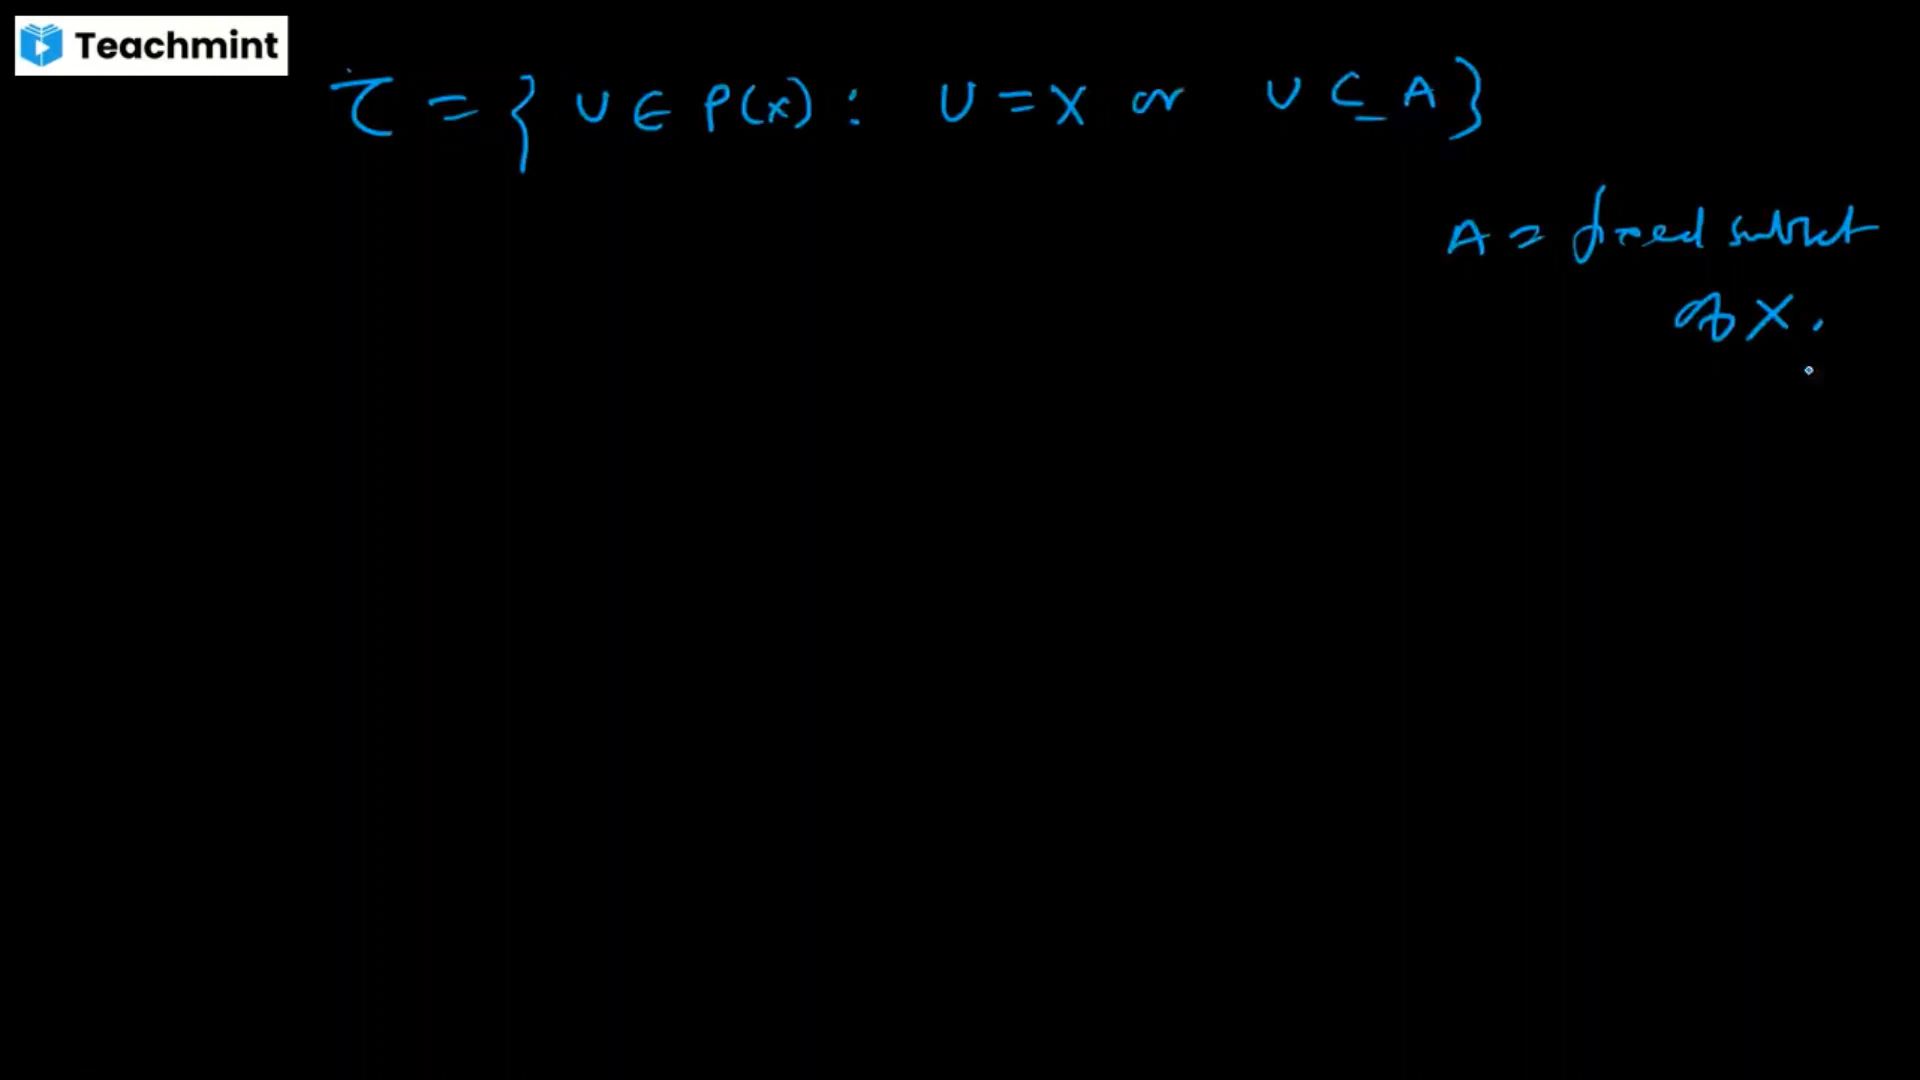 Teachmint
τ = { U ∈ P(X) : U = X or U ⊆ A }
A = fixed subset
of X.